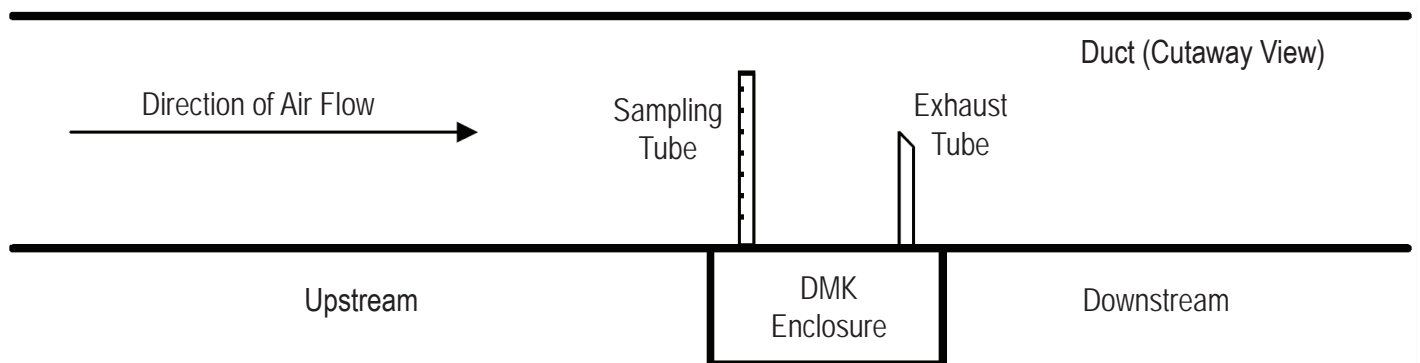 Duct (Cutaway View)
Direction of Air Flow
Sampling
Tube
Exhaust
Tube
Upstream
DMK
Enclosure
Downstream